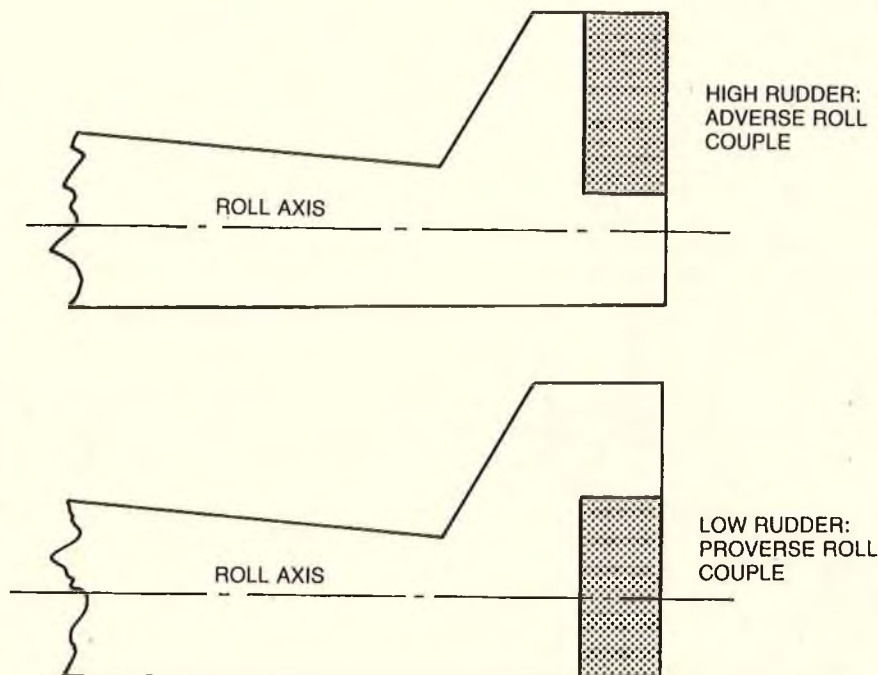 HIGH RUDDER:
ADVERSE ROLL
COUPLE
ROLL AXIS
LOW RUDDER:
PROVERSE ROLL
COUPLE
ROLL AXIS